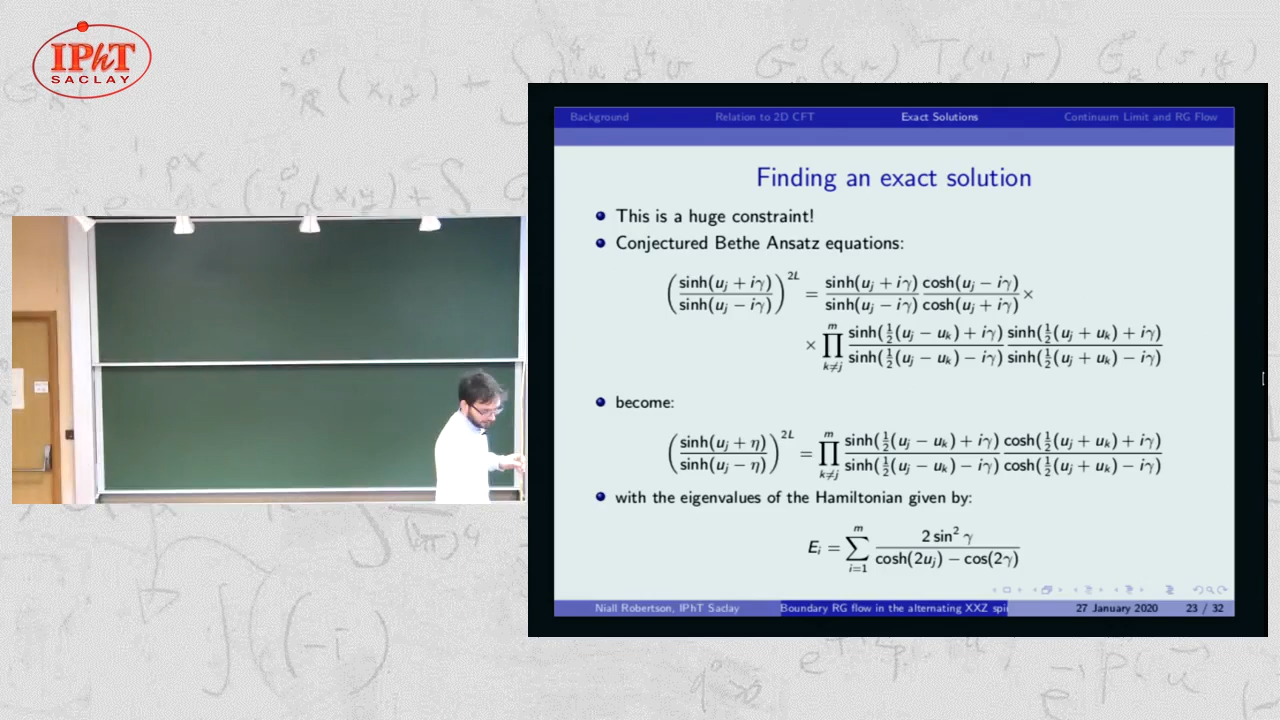 IPhT
SACLAY
Background Relation to 2D CFT Exact Solutions Continuum Limit and RG Flow
Finding an exact solution
This is a huge constraint!
Conjectured Bethe Ansatz equations:
(sinh(u_j + iγ) / sinh(u_j − iγ))^{2L} = sinh(u_j + iγ) cosh(u_j − iγ) / sinh(u_j − iγ) cosh(u_j + iγ) ×
× ∏_{k≠j}^{m} sinh(½(u_j − u_k) + iγ) sinh(½(u_j + u_k) + iγ) / sinh(½(u_j − u_k) − iγ) sinh(½(u_j + u_k) − iγ)
become:
(sinh(u_j + η) / sinh(u_j − η))^{2L} = ∏_{k≠j}^{m} sinh(½(u_j − u_k) + iγ) cosh(½(u_j + u_k) + iγ) / sinh(½(u_j − u_k) − iγ) cosh(½(u_j + u_k) − iγ)
with the eigenvalues of the Hamiltonian given by:
E_i = ∑_{i=1}^{m} 2 sin² γ / cosh(2u_j) − cos(2γ)
Niall Robertson, IPhT Saclay Boundary RG flow in the alternating XXZ spi 27 January 2020 23 / 32